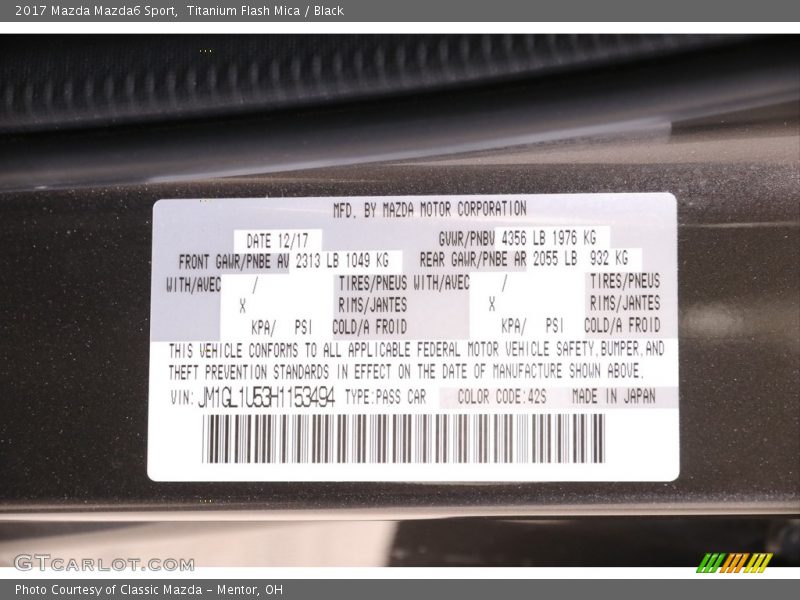 2017 Mazda Mazda6 Sport, Titanium Flash Mica / Black
MFD. BY MAZDA MOTOR CORPORATION
DATE 12/17 GVWR/PNBV 4356 LB 1976 KG
FRONT GAWR/PNBE AV 2313 LB 1049 KG REAR GAWR/PNBE AR 2055 LB 932 KG
WITH/AVEC / TIRES/PNEUS WITH/AVEC / TIRES/PNEUS
X RIMS/JANTES X RIMS/JANTES
KPA/ PSI COLD/A FROID KPA/ PSI COLD/A FROID
THIS VEHICLE CONFORMS TO ALL APPLICABLE FEDERAL MOTOR VEHICLE SAFETY,BUMPER,AND
THEFT PREVENTION STANDARDS IN EFFECT ON THE DATE OF MANUFACTURE SHOWN ABOVE.
VIN: JM1GL1U53H1153494 TYPE:PASS CAR COLOR CODE:42S MADE IN JAPAN
GTCARLOT.COM
Photo Courtesy of Classic Mazda - Mentor, OH